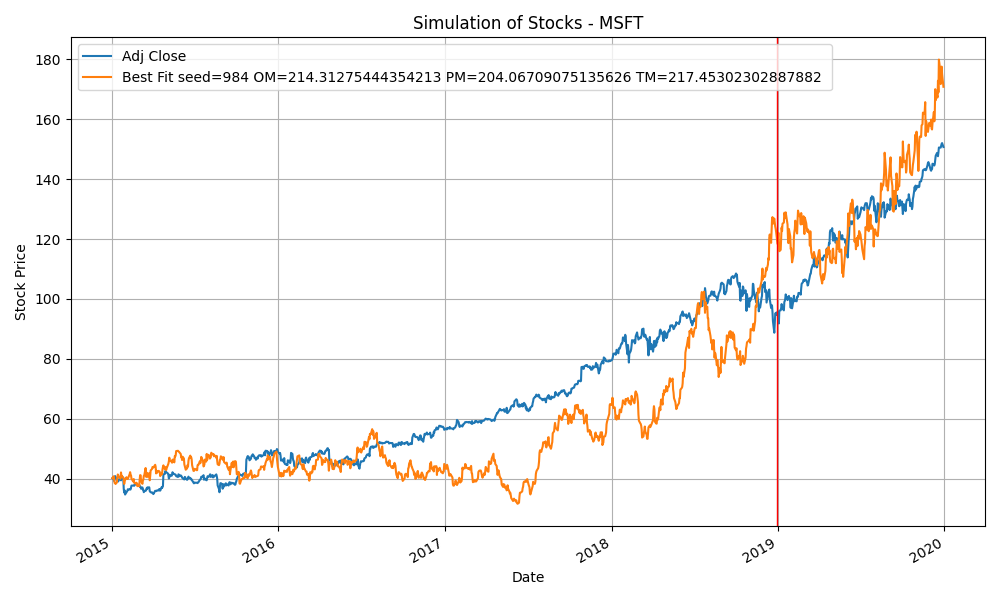 Simulation of Stocks - MSFT
Adj Close
Best Fit seed=984 OM=214.31275444354213 PM=204.06709075135626 TM=217.45302302887882
180
160
140
120
100
80
60
40
Stock Price
2015
2016
2017
2018
2019
2020
Date